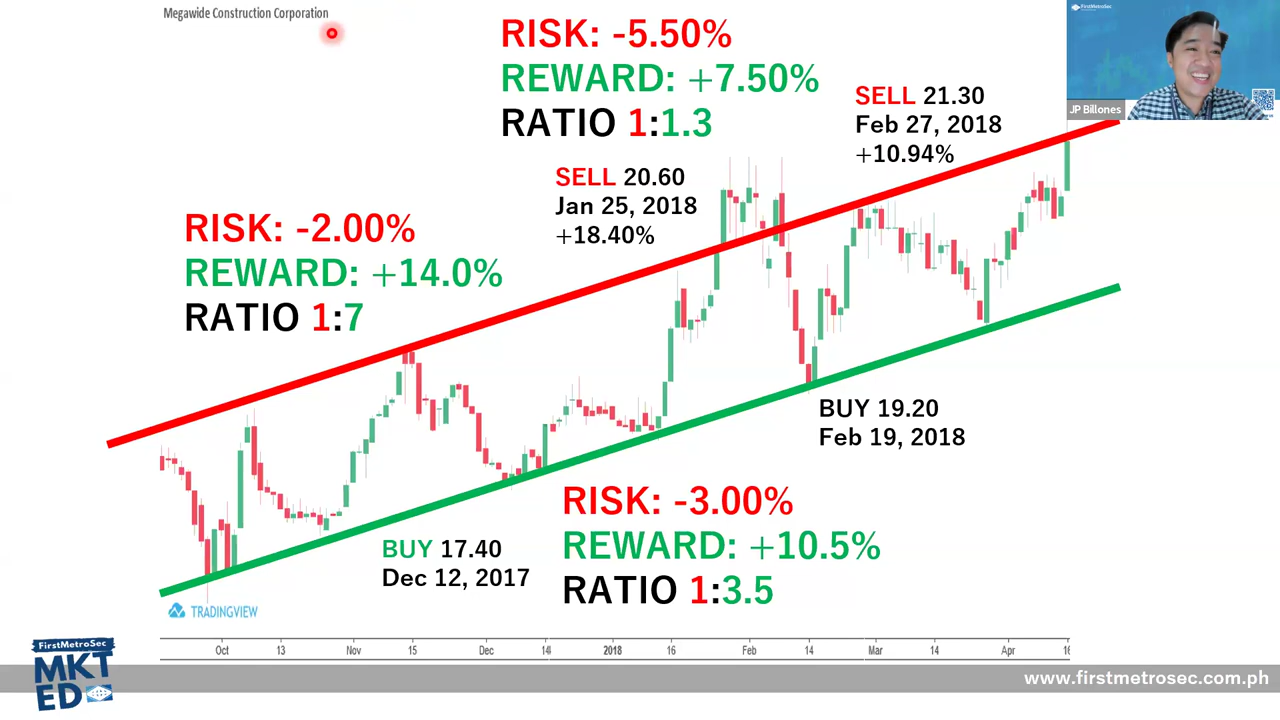 Megawide Construction Corporation
RISK: -5.50%
REWARD: +7.50%
RATIO 1:1.3
FirstMetroSec
JP Billones
SELL 21.30
Feb 27, 2018
+10.94%
SELL 20.60
Jan 25, 2018
+18.40%
RISK: -2.00%
REWARD: +14.0%
RATIO 1:7
BUY 19.20
Feb 19, 2018
RISK: -3.00%
REWARD: +10.5%
RATIO 1:3.5
BUY 17.40
Dec 12, 2017
TRADINGVIEW
Oct 13 Nov 15 Dec 14 2018 16 Feb 14 Mar 14 Apr 16
FirstMetroSec
MKT
ED
www.firstmetrosec.com.ph